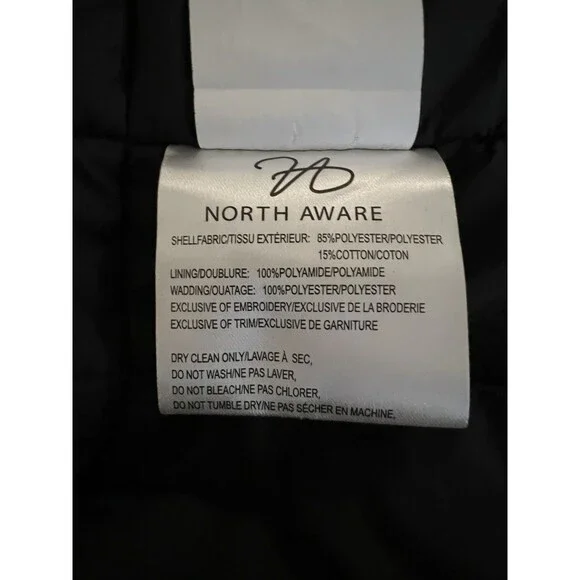 NORTH AWARE
SHELLFABRIC/TISSU EXTÉRIEUR: 85%POLYESTER/POLYESTER
15%COTTON/COTON
LINING/DOUBLURE: 100%POLYAMIDE/POLYAMIDE
WADDING/OUATAGE: 100%POLYESTER/POLYESTER
EXCLUSIVE OF EMBROIDERY/EXCLUSIVE DE LA BRODERIE
EXCLUSIVE OF TRIM/EXCLUSIVE DE GARNITURE
DRY CLEAN ONLY/LAVAGE À SEC,
DO NOT WASH/NE PAS LAVER,
DO NOT BLEACH/NE PAS CHLORER,
DO NOT TUMBLE DRY/NE PAS SÉCHER EN MACHINE,